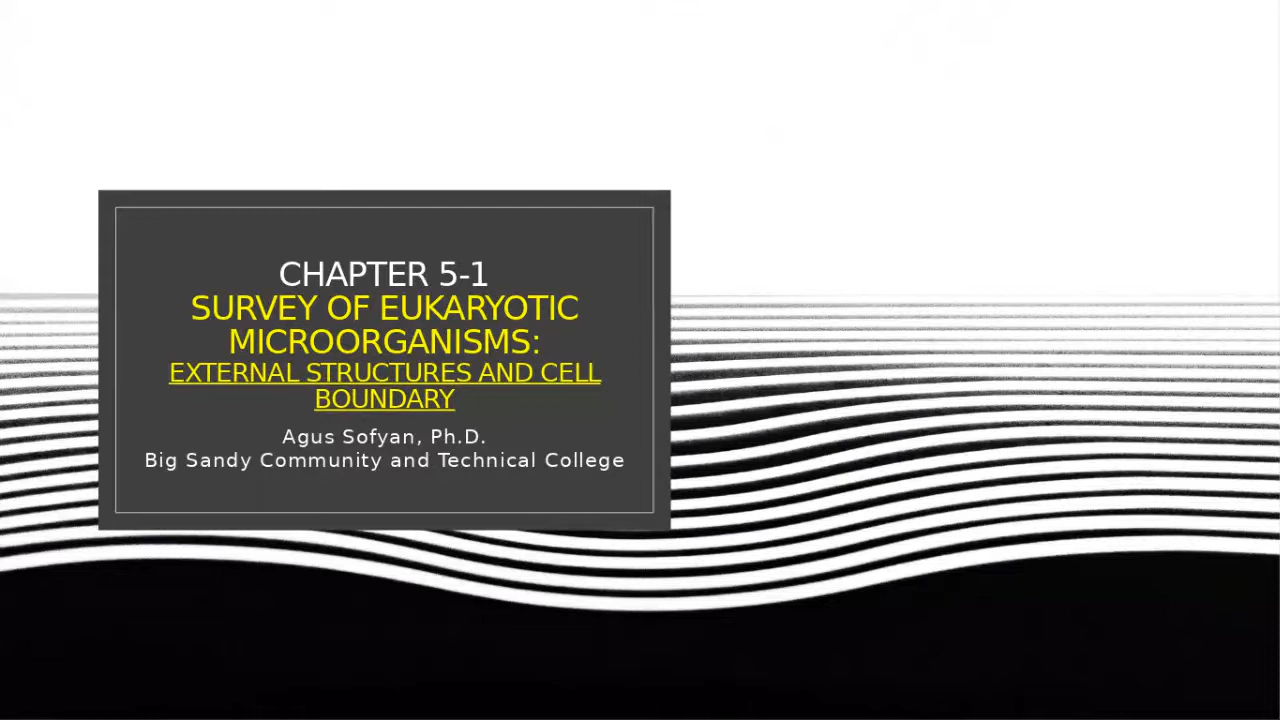 CHAPTER 5-1
SURVEY OF EUKARYOTIC
MICROORGANISMS:
EXTERNAL STRUCTURES AND CELL
BOUNDARY
Agus Sofyan, Ph.D.
Big Sandy Community and Technical College